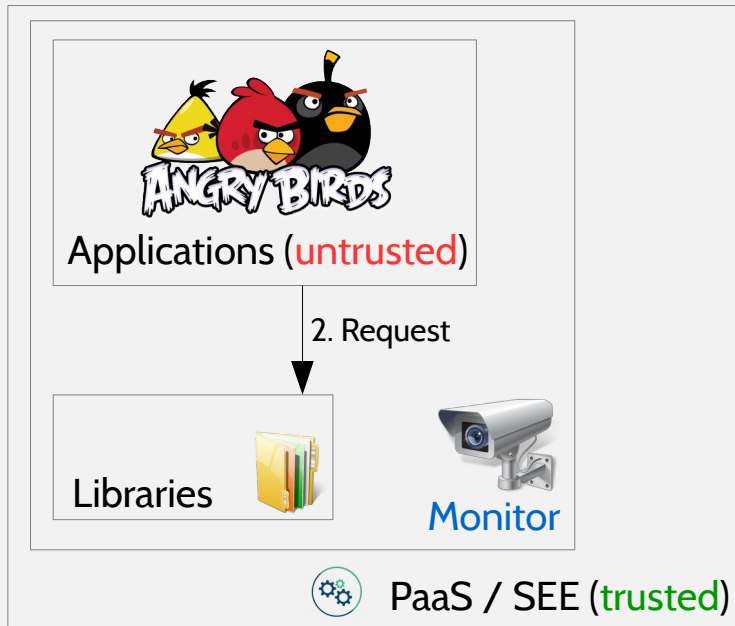 ANGRY BIRDS
Applications (untrusted)
2. Request
Libraries
Monitor
PaaS / SEE (trusted)